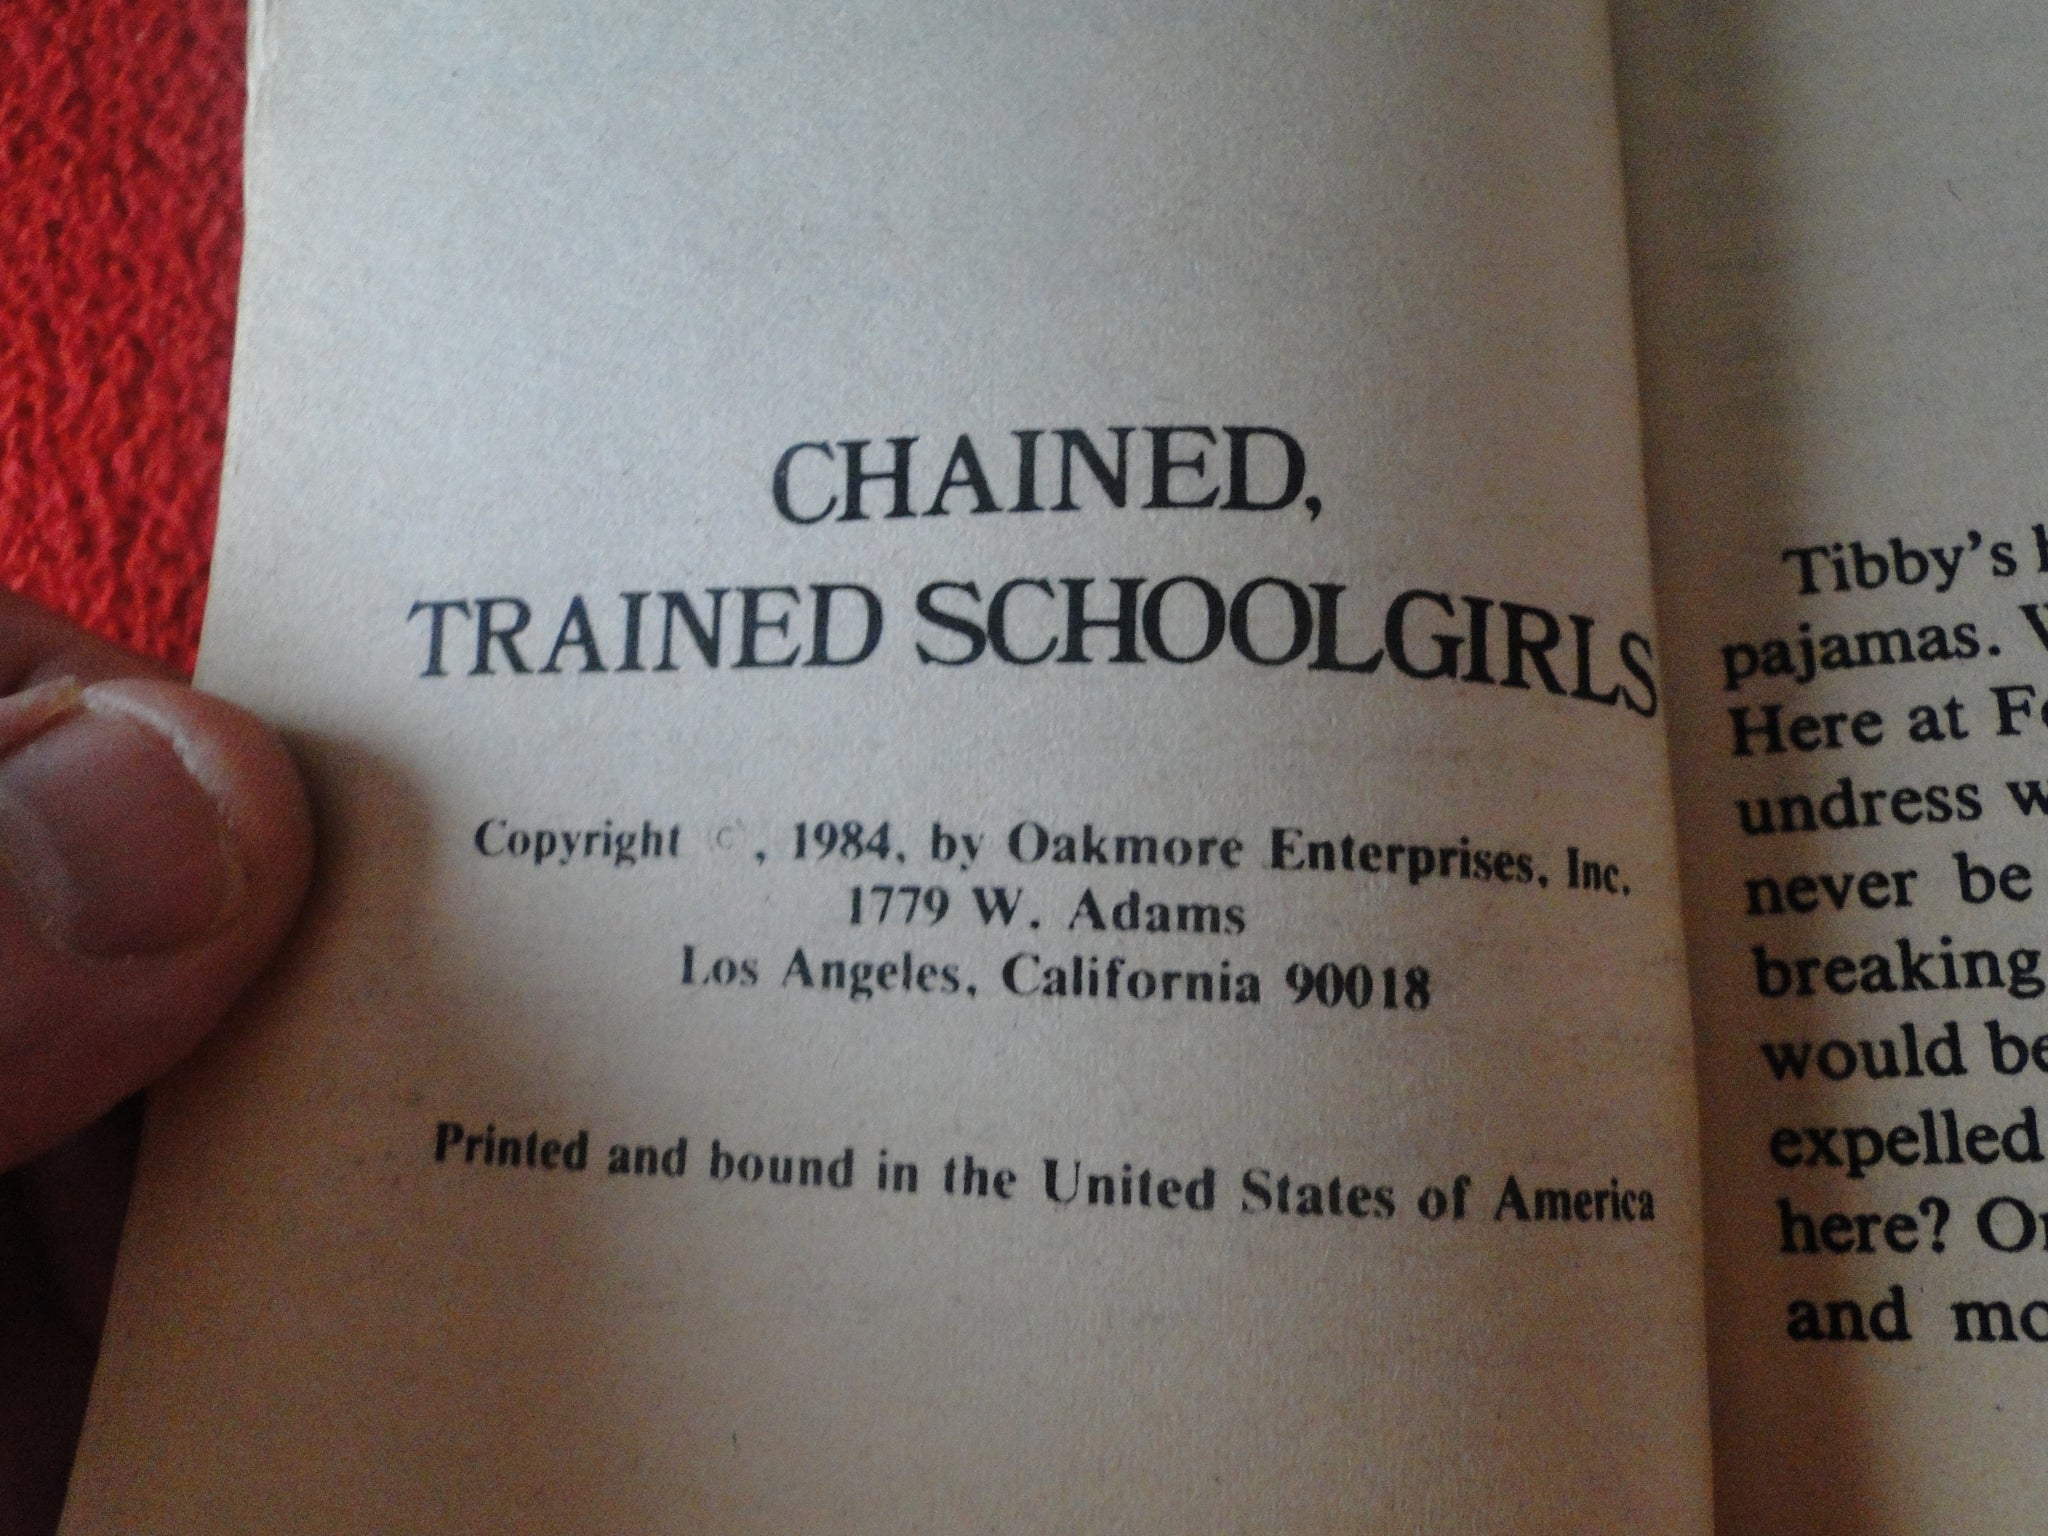 CHAINED,
TRAINED SCHOOLGIRLS
Copyright ©, 1984, by Oakmore Enterprises, Inc.
1779 W. Adams
Los Angeles, California 90018
Printed and bound in the United States of America
Tibby's
pajamas.
Here at
undress
never be
breaking
would
expelled
here?
and